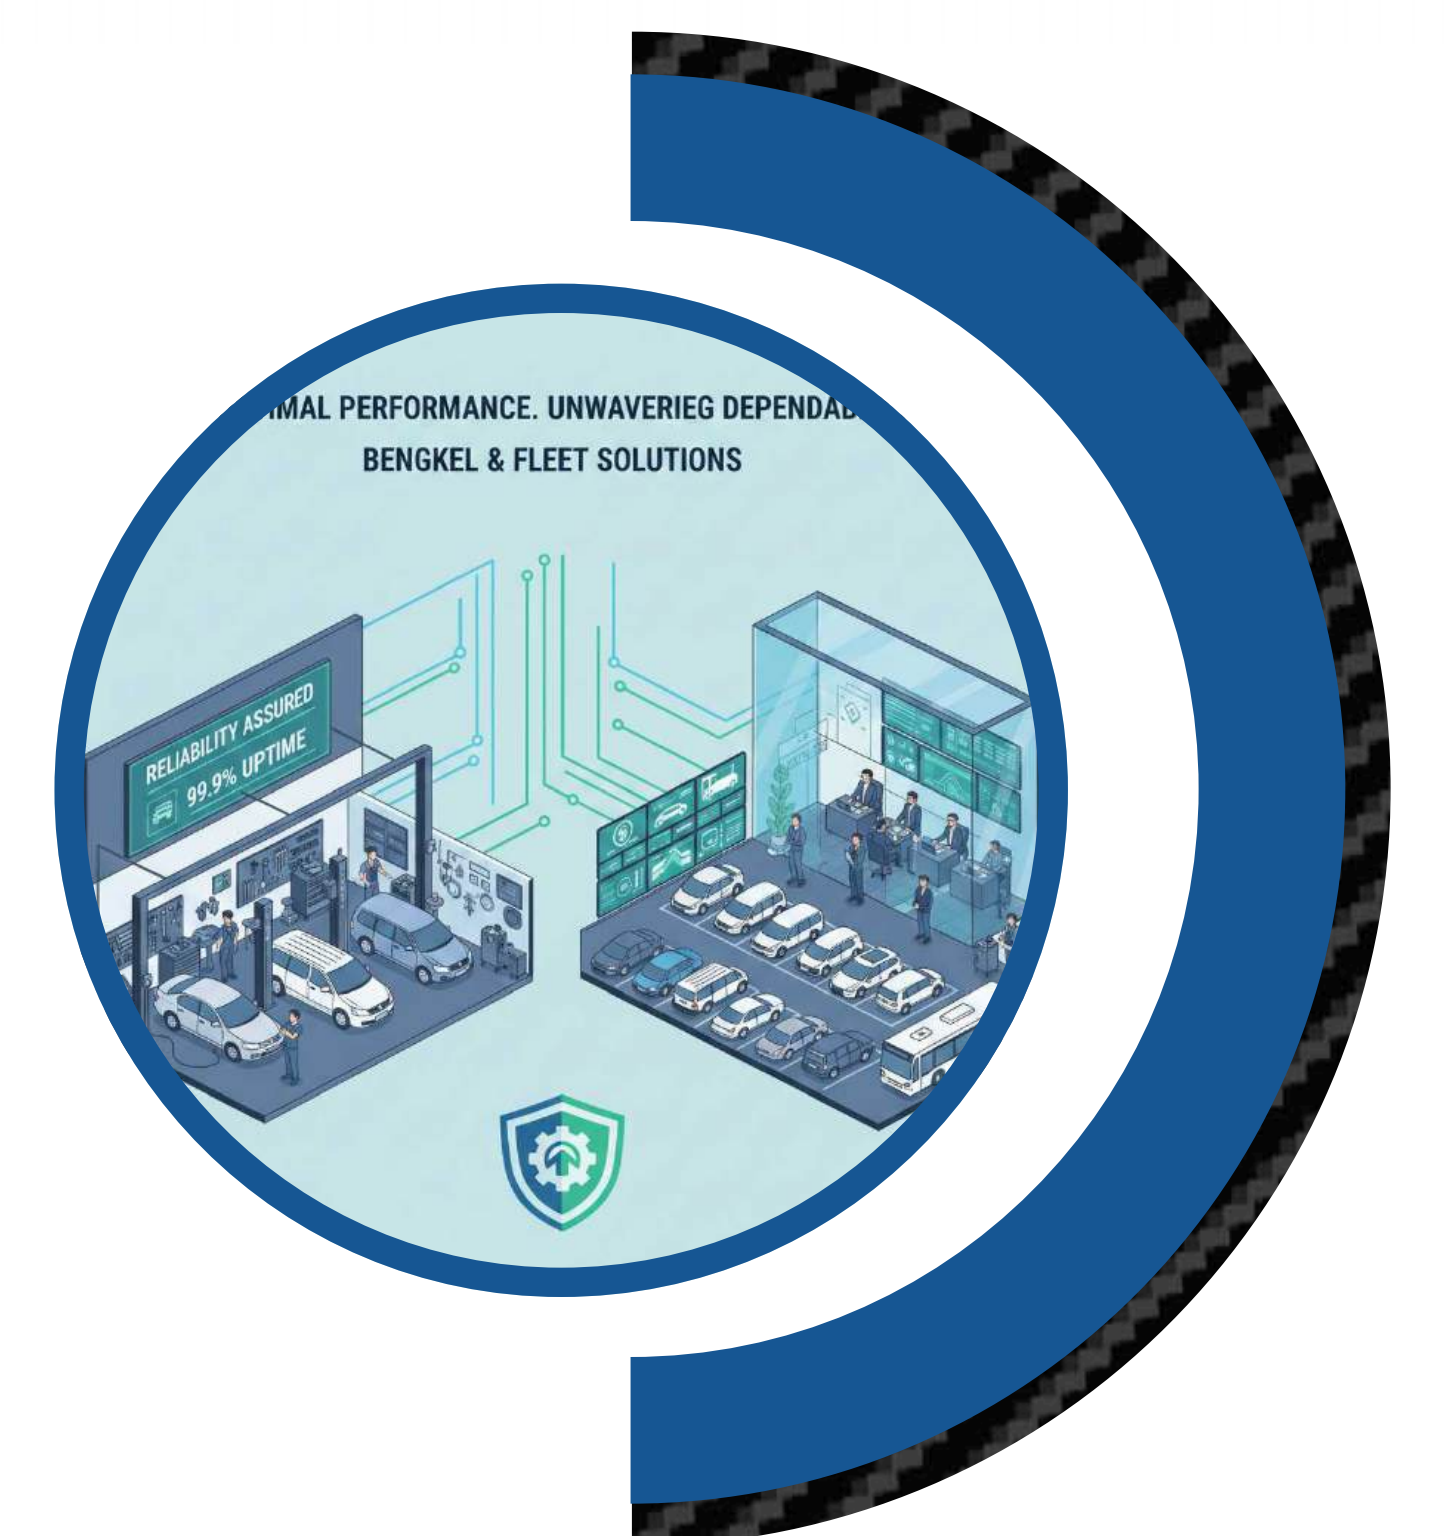 IMAL PERFORMANCE. UNWAVERIEG DEPENDAB
BENGKEL & FLEET SOLUTIONS
RELIABILITY ASSURED
99.9% UPTIME